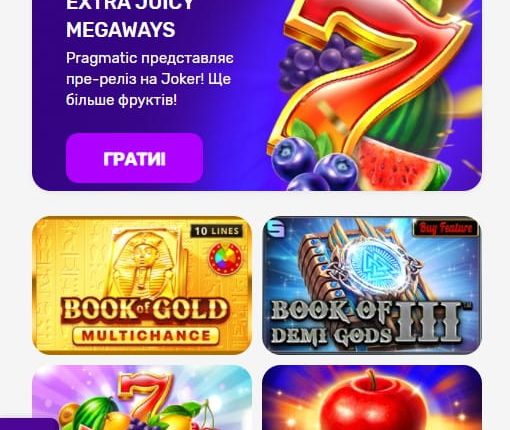 EXTRA JUICY
MEGAWAYS
Pragmatic представляє
пре-реліз на Joker! Ще
більше фруктів!
ГРАТИ!
10 LINES
BOOK of GOLD
MULTICHANCE
Buy Feature
BOOK OF
DEMI GODS III